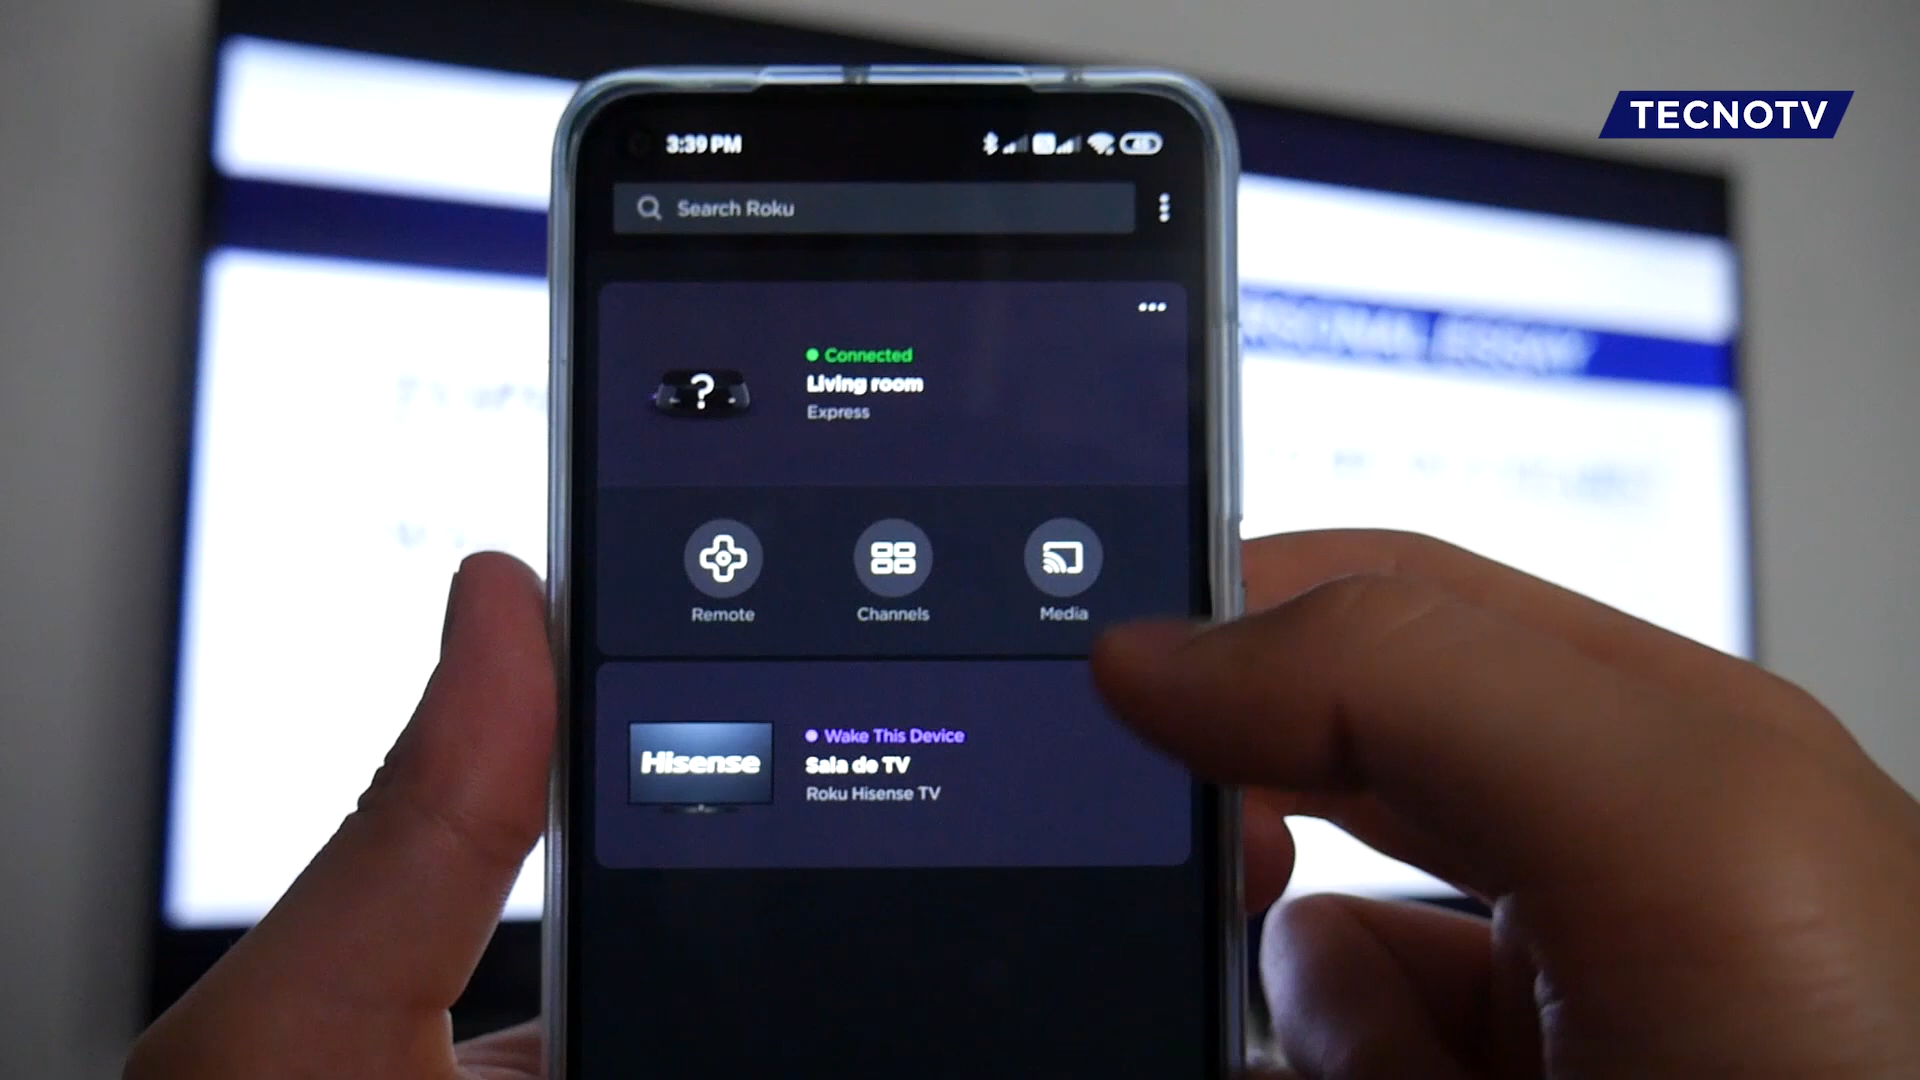 TECNOTV
3:39 PM
Search Roku
Connected
Living room
Express
?
Remote
Channels
Media
Hisense
Wake This Device
Sala de TV
Roku Hisense TV